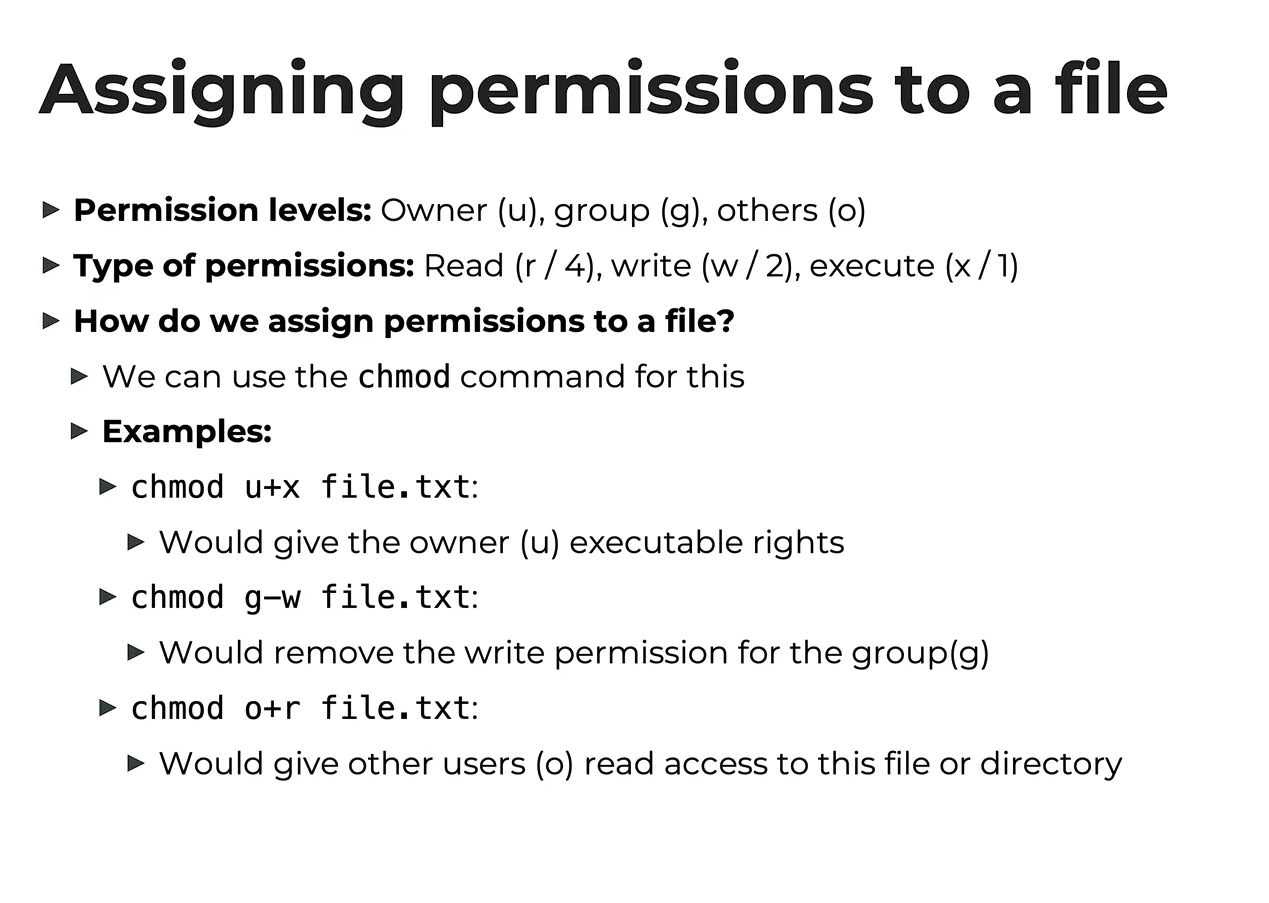 Assigning permissions to a file
▶ Permission levels: Owner (u), group (g), others (o)
▶ Type of permissions: Read (r / 4), write (w / 2), execute (x / 1)
▶ How do we assign permissions to a file?
▶ We can use the chmod command for this
▶ Examples:
▶ chmod u+x file.txt:
▶ Would give the owner (u) executable rights
▶ chmod g-w file.txt:
▶ Would remove the write permission for the group(g)
▶ chmod o+r file.txt:
▶ Would give other users (o) read access to this file or directory